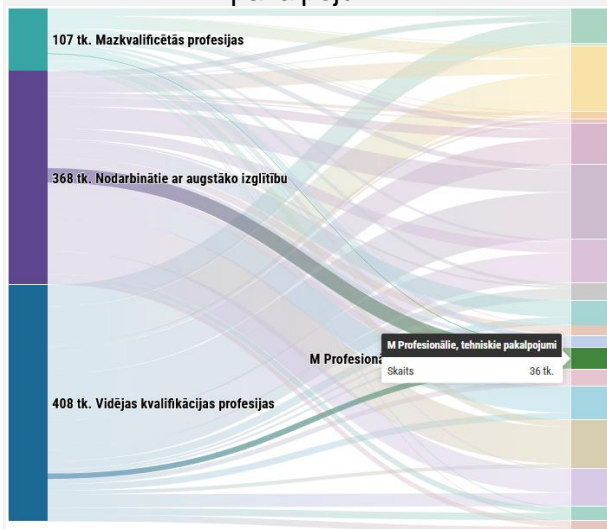 107 tk. Mazkvalificētās profesijas
368 tk. Nodarbinātie ar augstāko izglītību
M Profesionālie, tehniskie pakalpojumi
M Profesionā
Skaits 36 tk.
408 tk. Vidējas kvalifikācijas profesijas